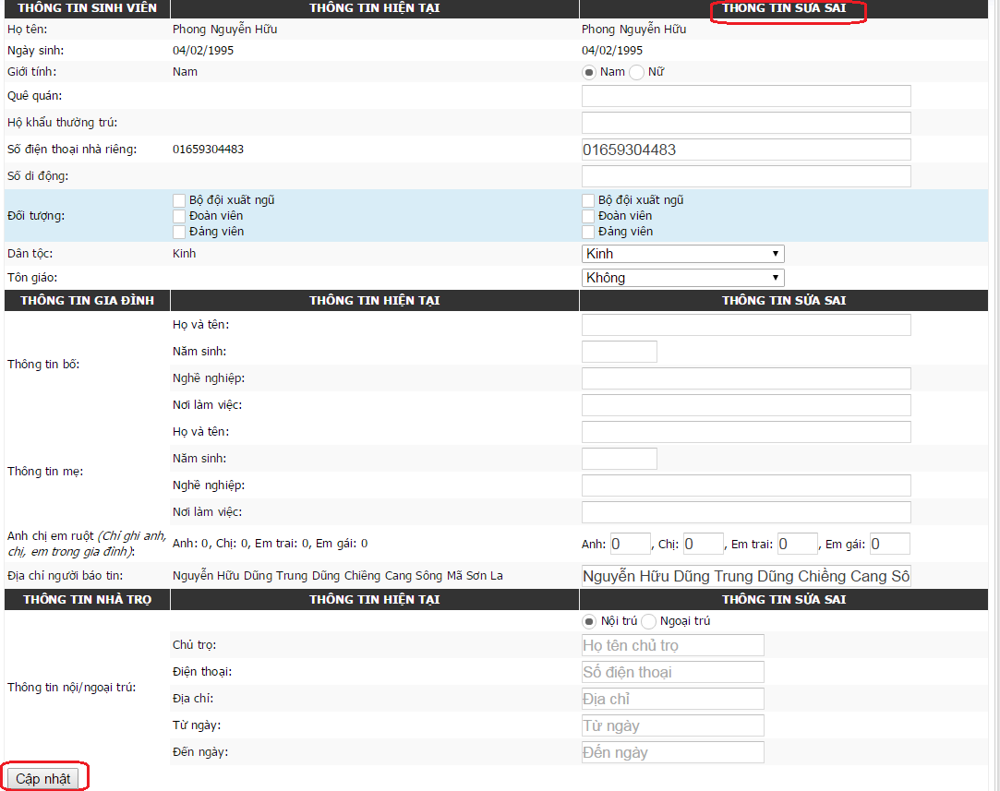 THÔNG TIN SINH VIÊN THÔNG TIN HIỆN TẠI THÔNG TIN SỬA SAI
Họ tên: Phong Nguyễn Hữu Phong Nguyễn Hữu
Ngày sinh: 04/02/1995 04/02/1995
Giới tính: Nam Nam Nữ
Quê quán:
Hộ khẩu thường trú:
Số điện thoại nhà riêng: 01659304483 01659304483
Số di động:
Đối tượng:
Bộ đội xuất ngũ Bộ đội xuất ngũ
Đoàn viên Đoàn viên
Đảng viên Đảng viên
Dân tộc: Kinh Kinh
Tôn giáo: Không
THÔNG TIN GIA ĐÌNH THÔNG TIN HIỆN TẠI THÔNG TIN SỬA SAI
Thông tin bố:
Họ và tên:
Năm sinh:
Nghề nghiệp:
Nơi làm việc:
Thông tin mẹ:
Họ và tên:
Năm sinh:
Nghề nghiệp:
Nơi làm việc:
Anh chị em ruột (Chỉ ghi anh,
chị, em trong gia đình):
Anh: 0, Chị: 0, Em trai: 0, Em gái: 0 Anh: 0 , Chị: 0 , Em trai: 0 , Em gái: 0
Địa chỉ người báo tin: Nguyễn Hữu Dũng Trung Dũng Chiềng Cang Sông Mã Sơn La Nguyễn Hữu Dũng Trung Dũng Chiềng Cang Sô
THÔNG TIN NHÀ TRỌ THÔNG TIN HIỆN TẠI THÔNG TIN SỬA SAI
Thông tin nội/ngoại trú:
Nội trú Ngoại trú
Chủ trọ: Họ tên chủ trọ
Điện thoại: Số điện thoại
Địa chỉ: Địa chỉ
Từ ngày: Từ ngày
Đến ngày: Đến ngày
Cập nhật